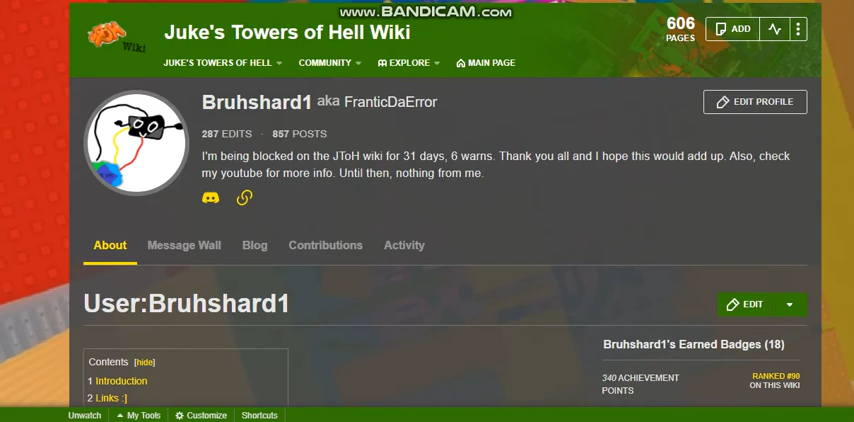 www.BANDICAM.com
Wiki
Juke's Towers of Hell Wiki
606
PAGES
ADD
JUKE'S TOWERS OF HELL
COMMUNITY
EXPLORE
MAIN PAGE
Bruhshard1 aka FranticDaError
EDIT PROFILE
287 EDITS · 857 POSTS
I'm being blocked on the JToH wiki for 31 days, 6 warns. Thank you all and I hope this would add up. Also, check
my youtube for more info. Until then, nothing from me.
About
Message Wall
Blog
Contributions
Activity
User:Bruhshard1
EDIT
Contents [hide]
1 Introduction
2 Links :]
Bruhshard1's Earned Badges (18)
340 ACHIEVEMENT
POINTS
RANKED #90
ON THIS WIKI
Unwatch
My Tools
Customize
Shortcuts